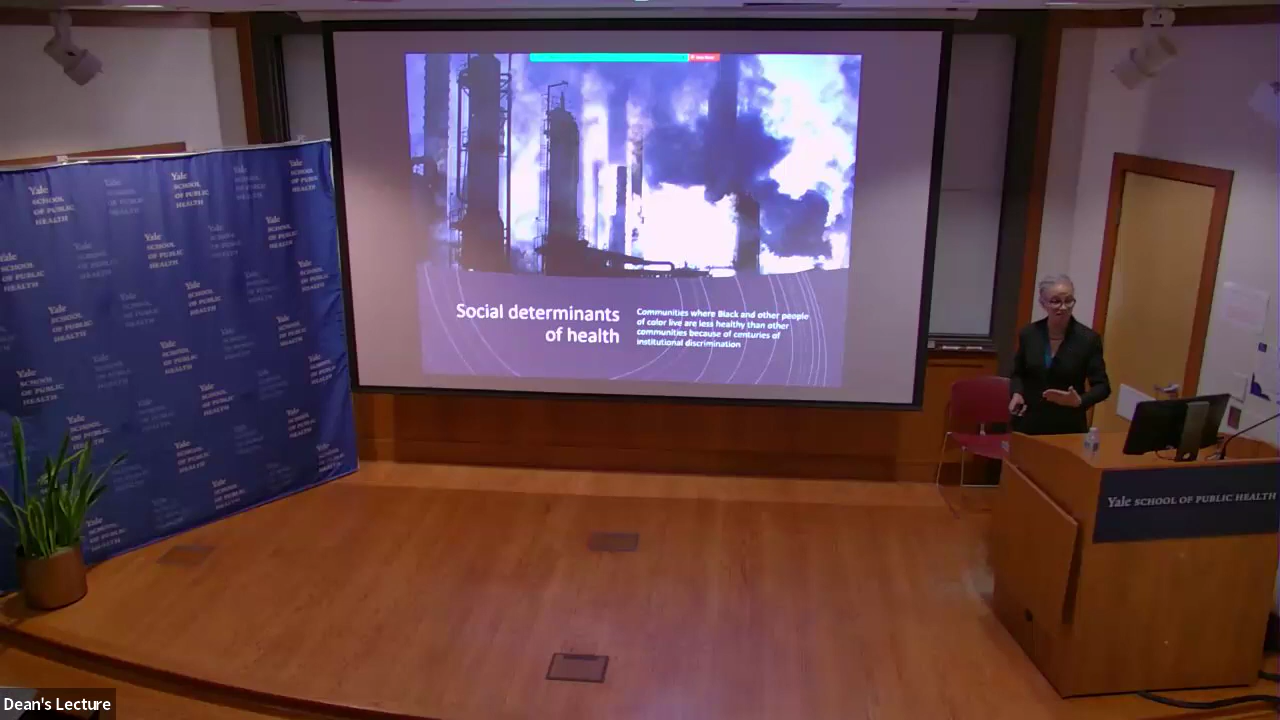 Social determinants
of health
Communities where Black and other people
of color live are less healthy than other
communities because of centuries of
institutional discrimination
Yale
SCHOOL
OF PUBLIC
HEALTH
Yale SCHOOL OF PUBLIC HEALTH
Dean's Lecture